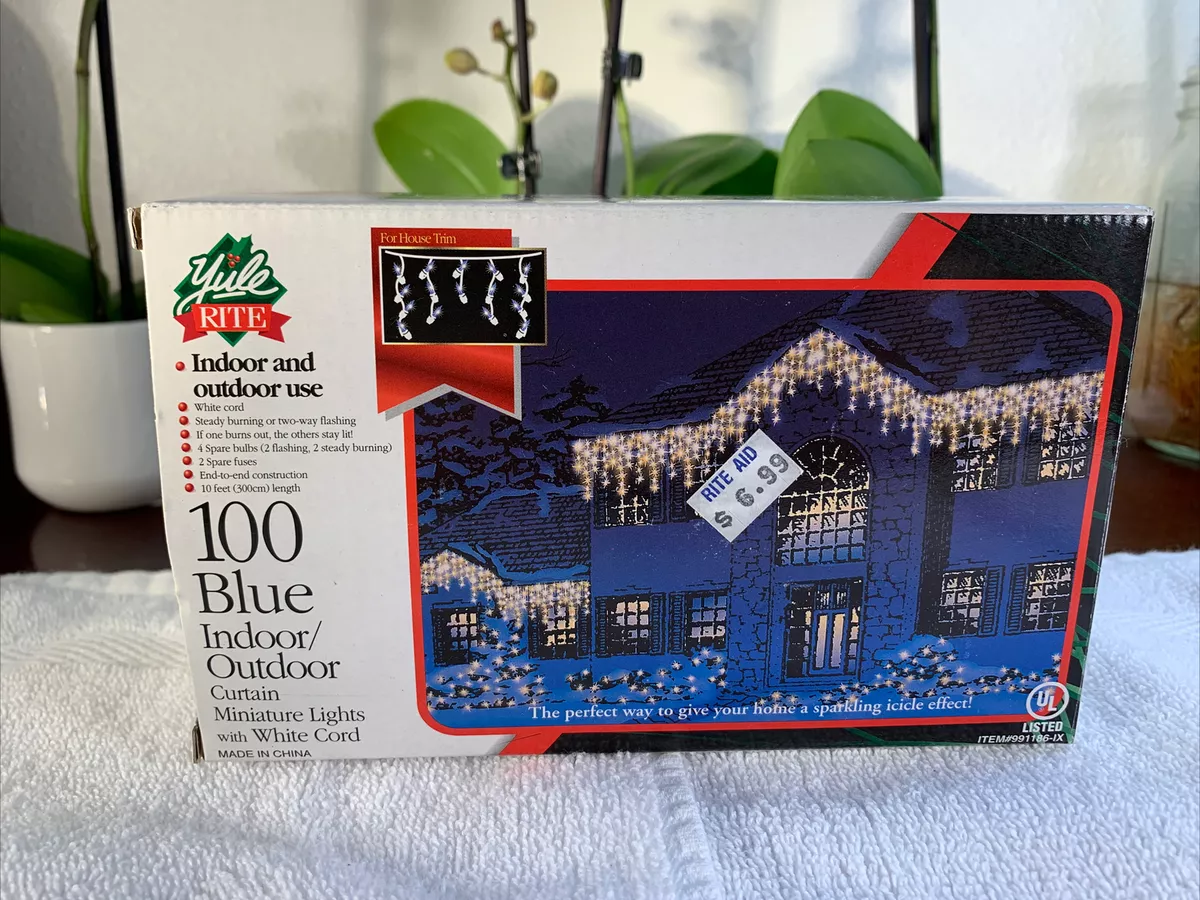 Yule
RITE
Indoor and
outdoor use
White cord
Steady burning or two-way flashing
If one burns out, the others stay lit!
4 Spare bulbs (2 flashing, 2 steady burning)
2 Spare fuses
End-to-end construction
10 feet (300cm) length
100
Blue
Indoor/
Outdoor
Curtain
Miniature Lights
with White Cord
MADE IN CHINA
For House Trim
RITE AID
$ 6.99
The perfect way to give your home a sparkling icicle effect!
UL
LISTED
ITEM#991186-IX